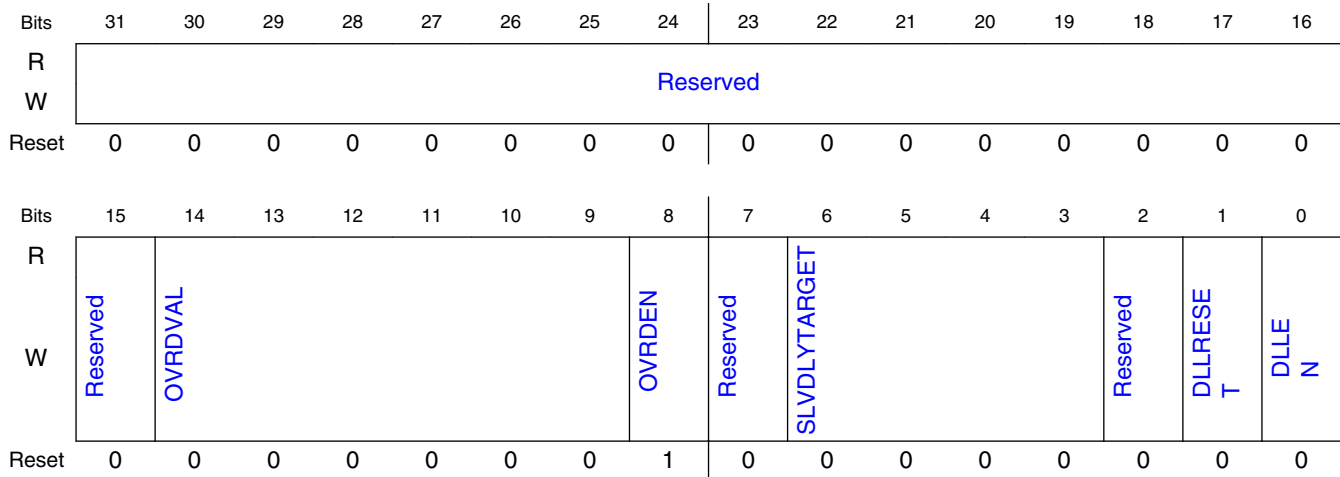 Bits 31 30 29 28 27 26 25 24 23 22 21 20 19 18 17 16
R
Reserved
W
Reset 0 0 0 0 0 0 0 0 0 0 0 0 0 0 0 0
Bits 15 14 13 12 11 10 9 8 7 6 5 4 3 2 1 0
R
W
Reserved
OVRDVAL
OVRDEN
Reserved
SLVDLYTARGET
Reserved
DLLRESE
T
DLLE
N
Reset 0 0 0 0 0 0 0 1 0 0 0 0 0 0 0 0